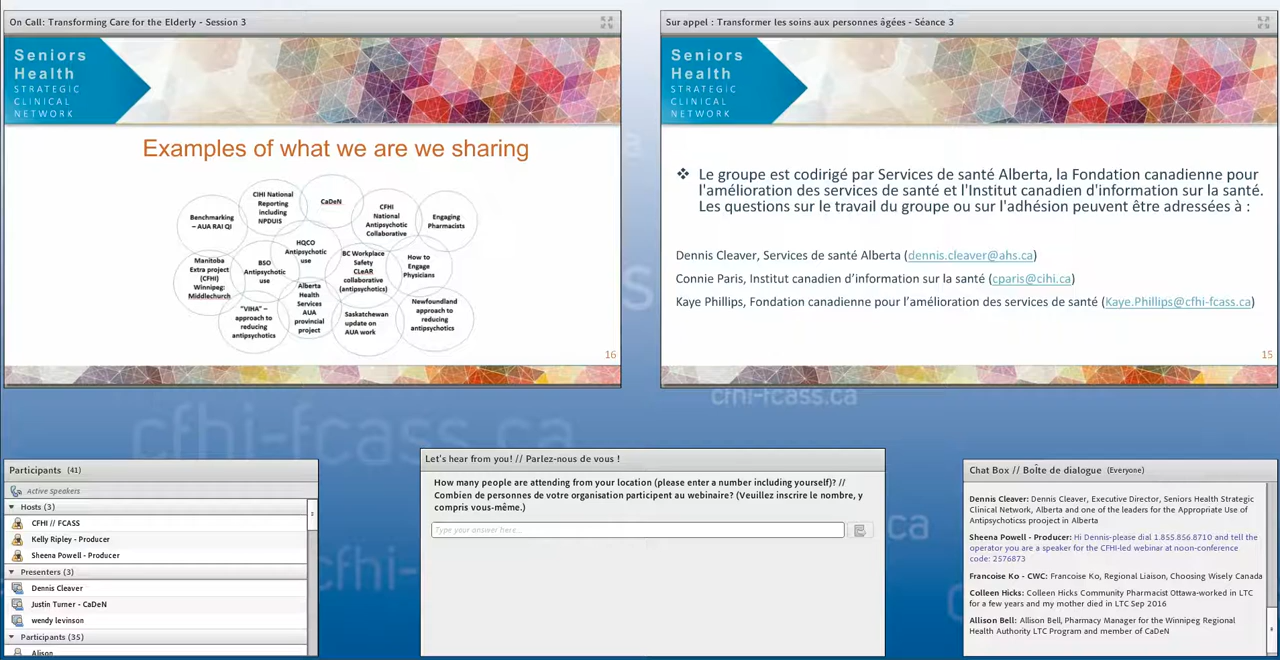 On Call: Transforming Care for the Elderly - Session 3
Seniors
Health
STRATEGIC
CLINICAL
NETWORK
Examples of what we are we sharing
Benchmarking
– AUA RAI QI
CIHI National
Reporting
including
NPDUIS
CaDeN
CFHI
National
Antipsychotic
Collaborative
Engaging
Pharmacists
Manitoba
Extra project
(CFHI)
Winnipeg:
Middlechurch
BSO
Antipsychotic
use
HQCO
Antipsychotic
use
BC Workplace
Safety
CLeAR
collaborative
(antipsychotics)
How to
Engage
Physicians
"VIHA" –
approach to
reducing
antipsychotics
Alberta
Health
Services
AUA
provincial
project
Saskatchewan
update on
AUA work
Newfoundland
approach to
reducing
antipsychotics
16
Sur appel : Transformer les soins aux personnes âgées - Séance 3
Seniors
Health
STRATEGIC
CLINICAL
NETWORK
❖ Le groupe est codirigé par Services de santé Alberta, la Fondation canadienne pour
l'amélioration des services de santé et l'Institut canadien d'information sur la santé.
Les questions sur le travail du groupe ou sur l'adhésion peuvent être adressées à :
Dennis Cleaver, Services de santé Alberta (dennis.cleaver@ahs.ca)
Connie Paris, Institut canadien d'information sur la santé (cparis@cihi.ca)
Kaye Phillips, Fondation canadienne pour l'amélioration des services de santé (Kaye.Phillips@cfhi-fcass.ca)
15
cfhi-fcass.ca
cfhi-fcass.ca
Participants (41)
Active Speakers
Hosts (3)
CFHI // FCASS
Kelly Ripley - Producer
Sheena Powell - Producer
Presenters (3)
Dennis Cleaver
Justin Turner - CaDeN
wendy levinson
Participants (35)
Alison
Let's hear from you! // Parlez-nous de vous !
How many people are attending from your location (please enter a number including yourself)? //
Combien de personnes de votre organisation participent au webinaire? (Veuillez inscrire le nombre, y
compris vous-même.)
Type your answer here...
Chat Box // Boîte de dialogue (Everyone)
Dennis Cleaver: Dennis Cleaver, Executive Director, Seniors Health Strategic
Clinical Network, Alberta and one of the leaders for the Appropriate Use of
Antipsychoticss prooject in Alberta
Sheena Powell - Producer: Hi Dennis-please dial 1.855.856.8710 and tell the
operator you are a speaker for the CFHI-led webinar at noon-conference
code: 2576873
Francoise Ko - CWC: Francoise Ko, Regional Liaison, Choosing Wisely Canada
Colleen Hicks: Colleen Hicks Community Pharmacist Ottawa-worked in LTC
for a few years and my mother died in LTC Sep 2016
Allison Bell: Allison Bell, Pharmacy Manager for the Winnipeg Regional
Health Authority LTC Program and member of CaDeN